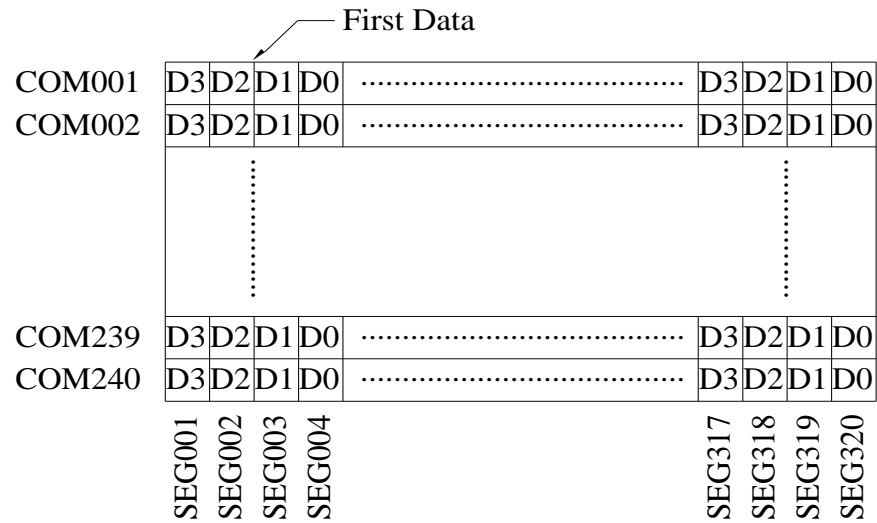 First Data
COM001 D3 D2 D1 D0 ........................................ D3 D2 D1 D0
COM002 D3 D2 D1 D0 ........................................ D3 D2 D1 D0
COM239 D3 D2 D1 D0 ........................................ D3 D2 D1 D0
COM240 D3 D2 D1 D0 ........................................ D3 D2 D1 D0
SEG001 SEG002 SEG003 SEG004 SEG317 SEG318 SEG319 SEG320